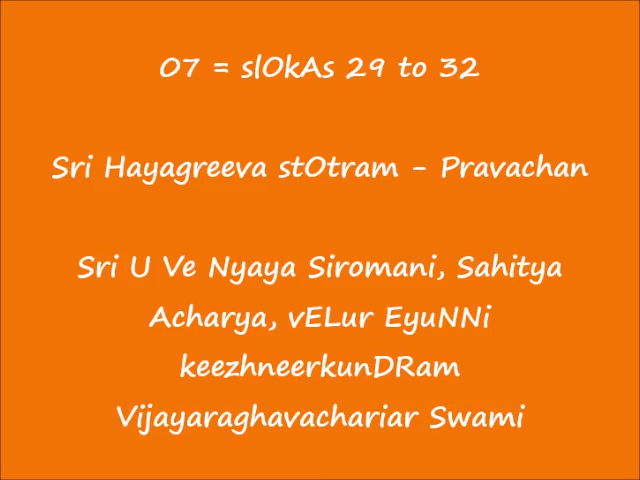 07 = slOkAs 29 to 32
Sri Hayagreeva stOtram - Pravachan
Sri U Ve Nyaya Siromani, Sahitya
Acharya, vELur EyuNNi
keezhneerkunDRam
Vijayaraghavachariar Swami